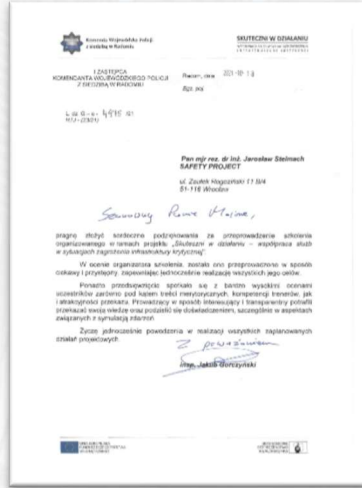 Komenda Wojewódzka Policji
z siedzibą w Radomiu
SKUTECZNI W DZIAŁANIU
I ZASTĘPCA
KOMENDANTA WOJEWÓDZKIEGO POLICJI
Z SIEDZIBĄ W RADOMIU
Radom, dnia
Egz. poj.
Pan mjr rez. dr inż. Jarosław Stelmach
SAFETY PROJECT
ul. Zaułek Rogoziński
Wrocław
Szanowny Panie Majorze,
pragnę złożyć serdeczne podziękowania za przeprowadzenie szkolenia
organizowanego w ramach projektu „Skuteczni w działaniu – współpraca służb
w sytuacjach zagrożenia infrastruktury krytycznej”.
W ocenie organizatora szkolenia, zostało ono przeprowadzone w sposób
ciekawy i przystępny, zapewniając jednocześnie realizację wszystkich jego celów.
Ponadto przedsięwzięcie spotkało się z bardzo wysokimi ocenami
uczestników zarówno pod kątem treści merytorycznych, kompetencji trenerów, jak
i atrakcyjności przekazu. Prowadzący w sposób interesujący i transparentny potrafili
przekazać swoją wiedzę oraz podzielić się doświadczeniem, szczególnie w aspektach
związanych z symulacją zdarzeń.
Życzę jednocześnie powodzenia w realizacji wszystkich zaplanowanych
działań projektowych.
Z poważaniem
insp. Jakub Gorczyński